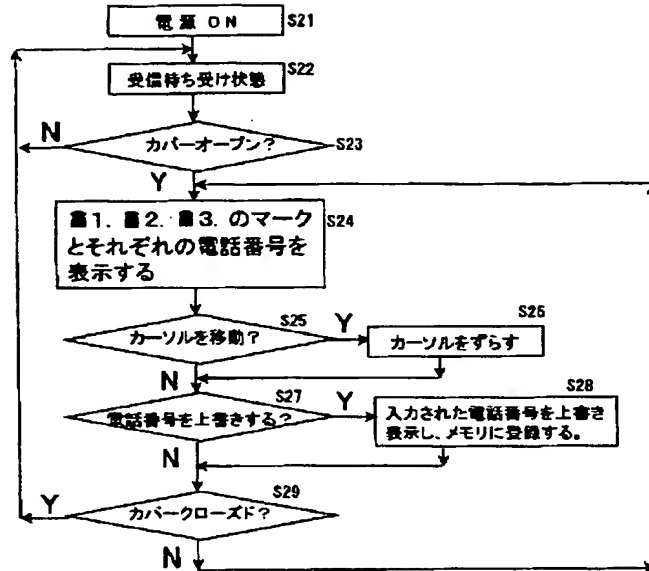 電源 ON
S21
受信待ち受け状態
S22
N
カバーオープン?
S23
Y
1. 2. 3. のマーク
とそれぞれの電話番号を
表示する
S24
カーソルを移動?
S25
Y
カーソルをずらす
S26
N
電話番号を上書きする?
S27
Y
入力された電話番号を上書き
表示し、メモリに登録する。
S28
N
Y
カバークローズド?
S29
N